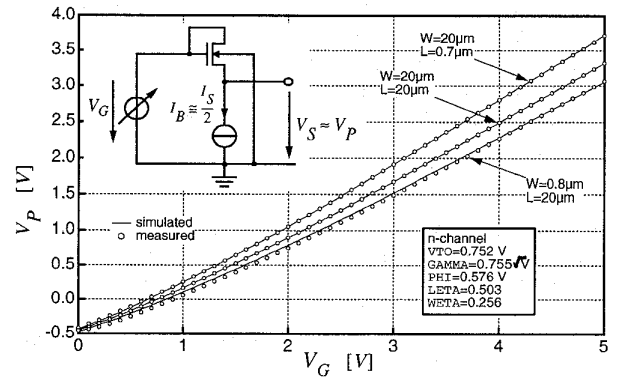 4.0
3.5
3.0
2.5
2.0
1.5
1.0
0.5
0.0
-0.5
V_P [V]
V_G
I_B ≅ I_S/2
V_S ≈ V_P
W=20µm
L=0.7µm
W=20µm
L=20µm
W=0.8µm
L=20µm
simulated
measured
n-channel
VTO=0.752 V
GAMMA=0.755√V
PHI=0.576 V
LETA=0.503
WETA=0.256
0 1 2 3 4 5
V_G [V]